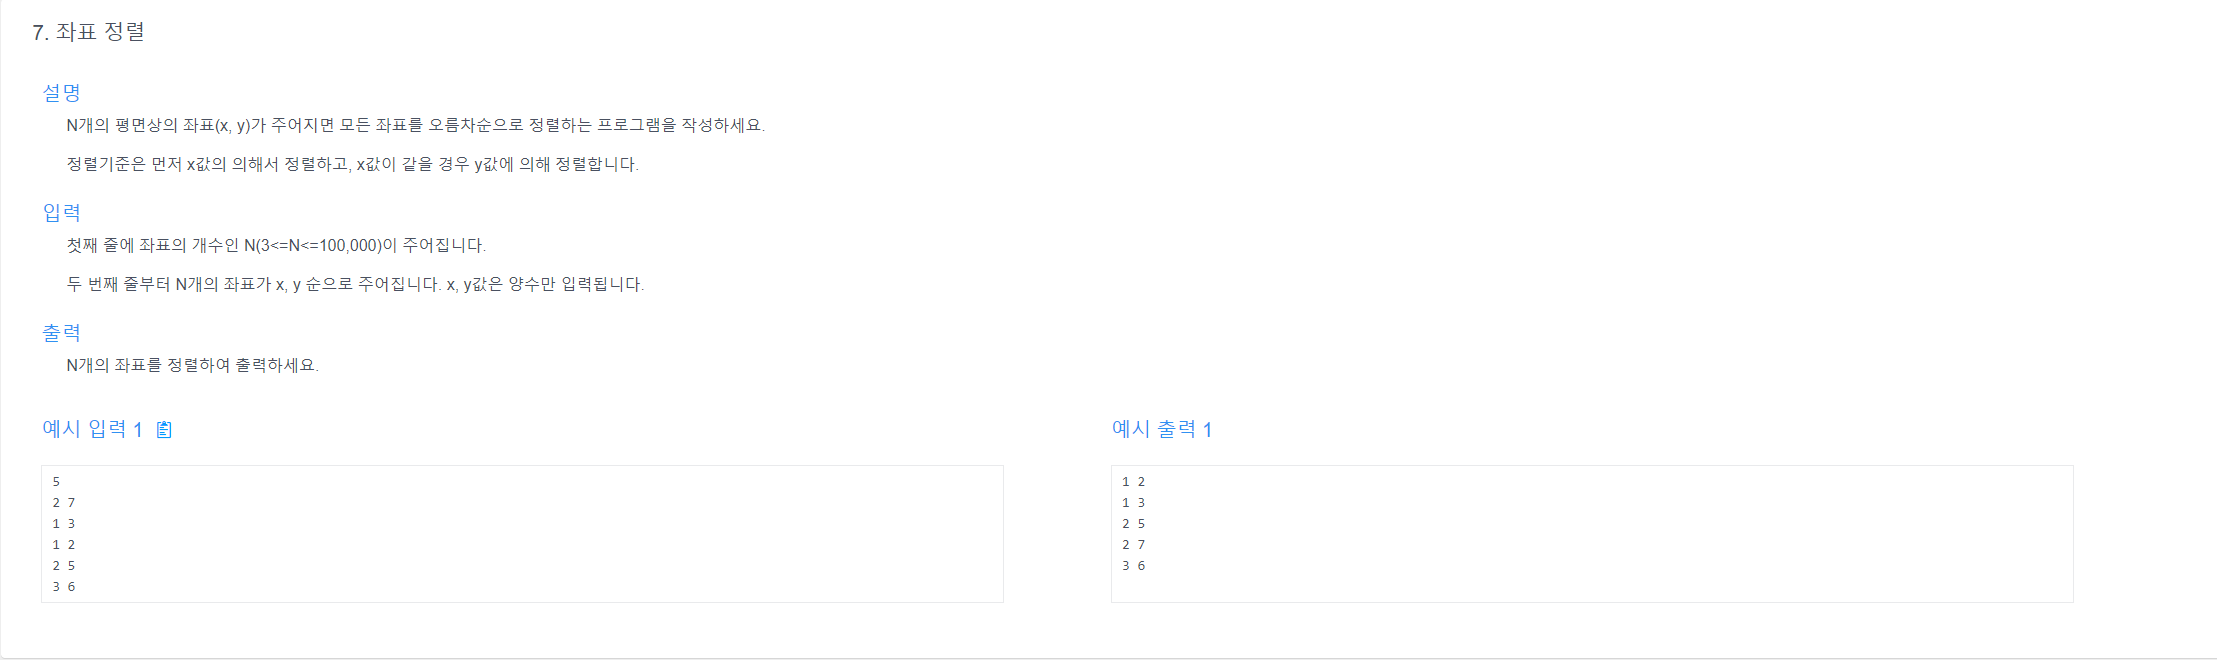 7. 좌표 정렬
설명
N개의 평면상의 좌표(x, y)가 주어지면 모든 좌표를 오름차순으로 정렬하는 프로그램을 작성하세요.
정렬기준은 먼저 x값의 의해서 정렬하고, x값이 같을 경우 y값에 의해 정렬합니다.
입력
첫째 줄에 좌표의 개수인 N(3<=N<=100,000)이 주어집니다.
두 번째 줄부터 N개의 좌표가 x, y 순으로 주어집니다. x, y값은 양수만 입력됩니다.
출력
N개의 좌표를 정렬하여 출력하세요.
예시 입력 1
5
2 7
1 3
1 2
2 5
3 6
예시 출력 1
1 2
1 3
2 5
2 7
3 6